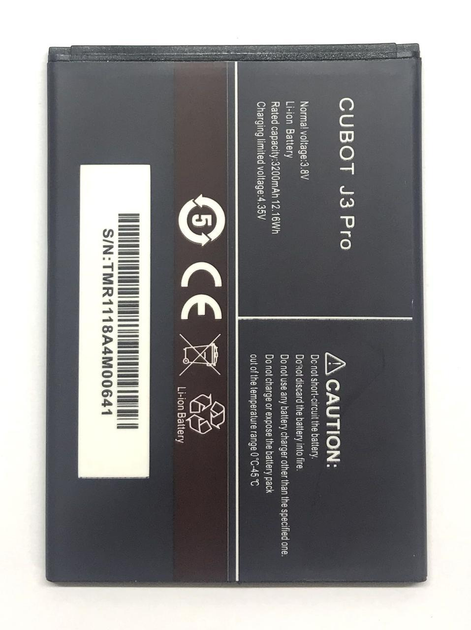 CUBOT J3 Pro
Normal voltage:3.8V
Li-ion Battery
Rated capacity:3200mAh 12.16Wh
Charging limited voltage:4.35V
CAUTION:
Do not short-circuit the battery.
Do not discard the battery into fire.
Do not use any battery charger other than the specified one.
Do not charge or expose the battery pack
out of the temperature range 0°C-45℃
5
CE
Li-ion Battery
S/N:TMR1118A4M00641